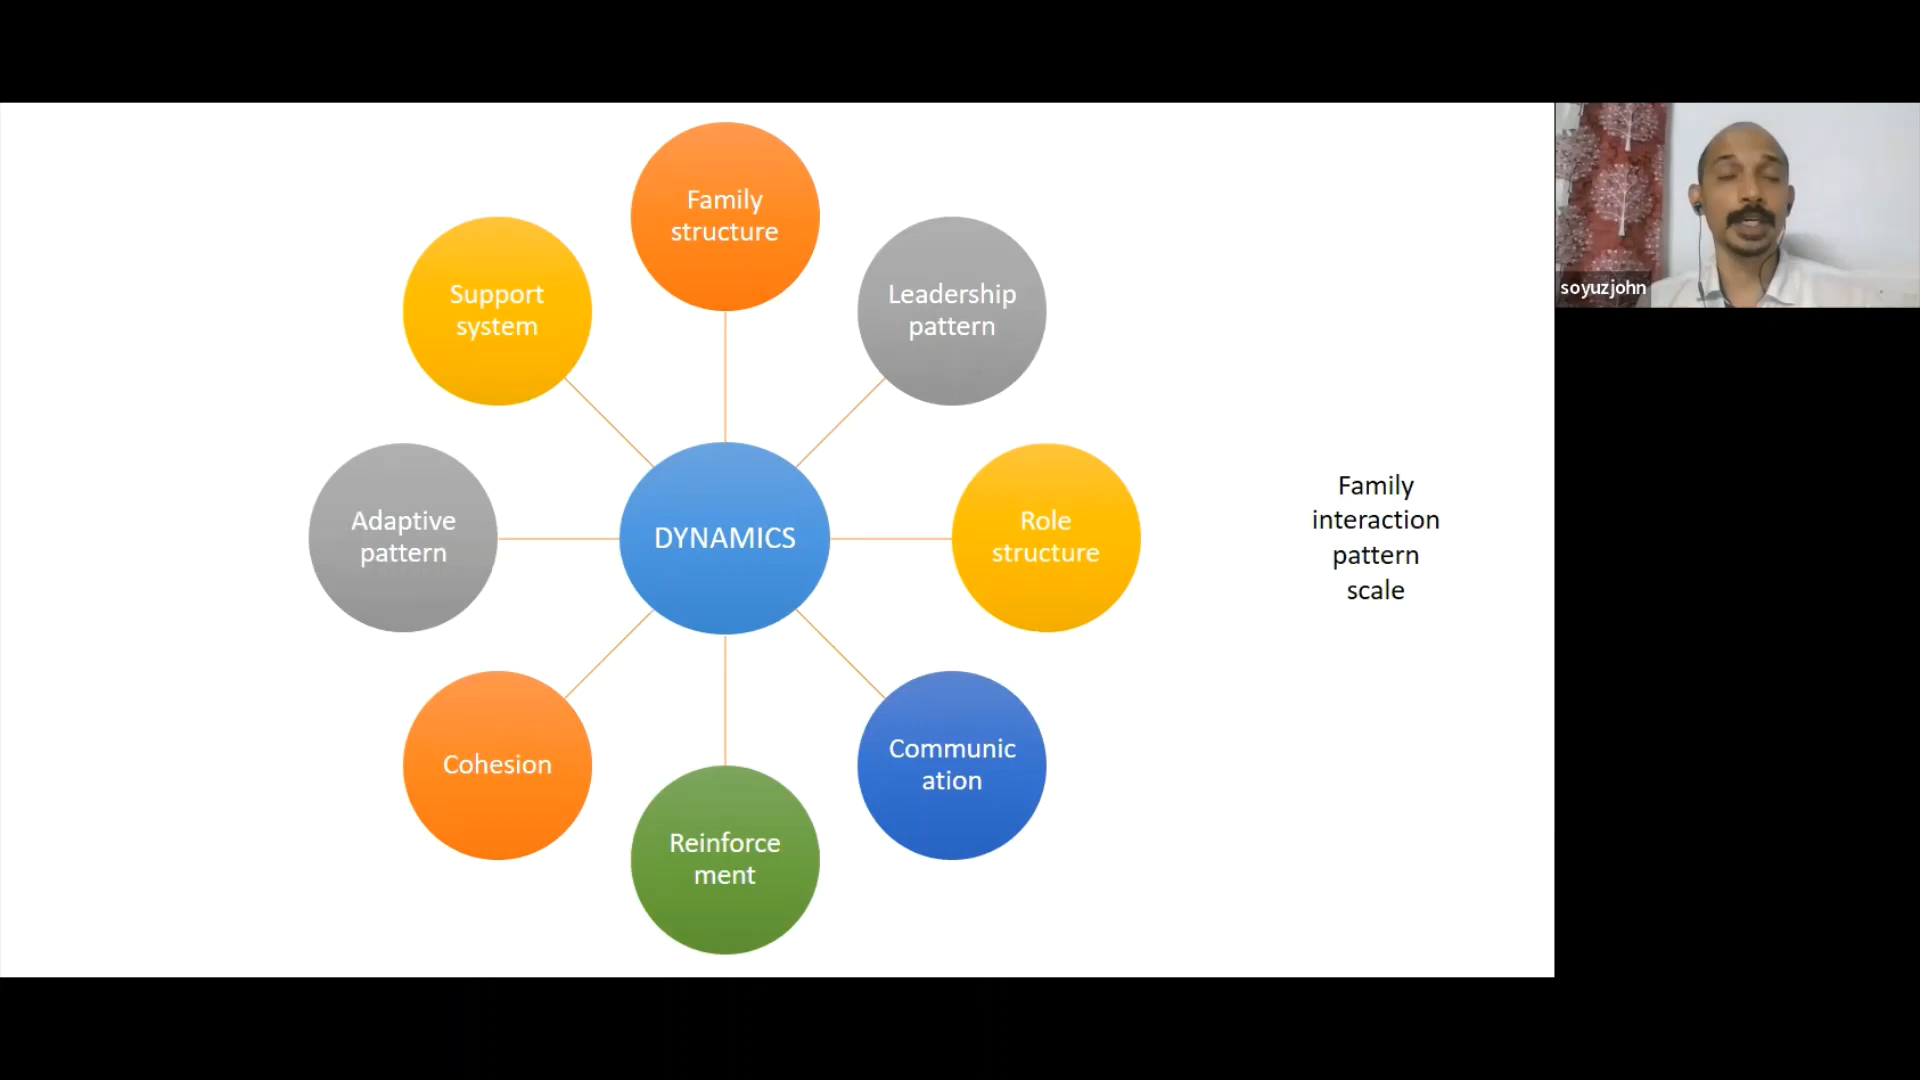 Family
structure
Leadership
pattern
Role
structure
Communic
ation
Reinforce
ment
Cohesion
Adaptive
pattern
Support
system
DYNAMICS
Family
interaction
pattern
scale
soyuzjohn